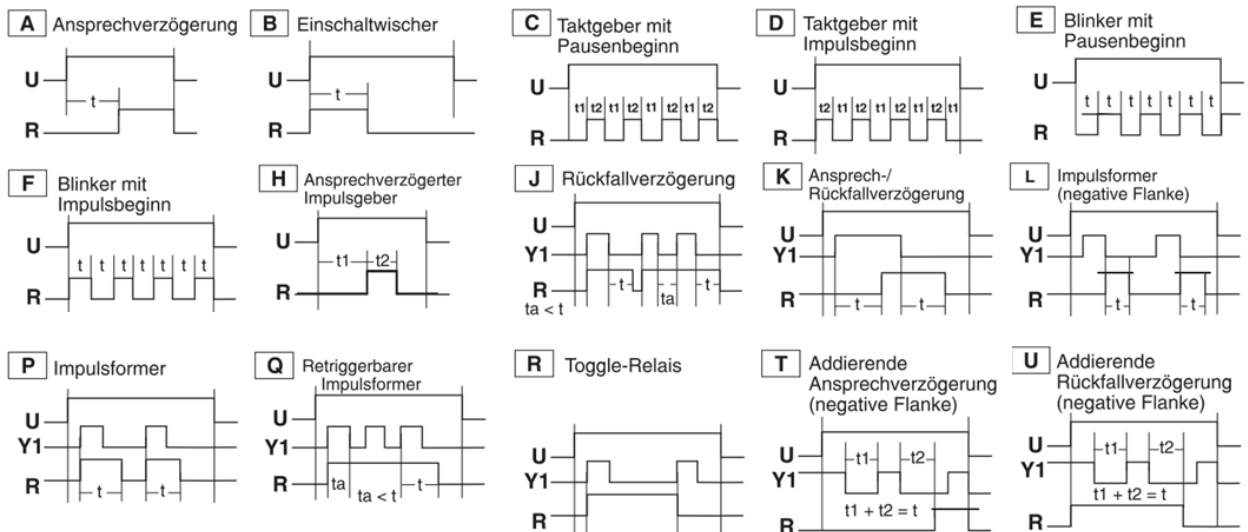 A Ansprechverzögerung
U
t
R
B Einschaltwischer
U
t
R
C Taktgeber mit
Pausenbeginn
U
t1 t2 t1 t2 t1 t2 t1 t2
R
D Taktgeber mit
Impulsbeginn
U
t2 t1 t2 t1 t2 t1 t2 t1
R
E Blinker mit
Pausenbeginn
U
t t t t t t
R
F Blinker mit
Impulsbeginn
U
t t t t t t t
R
H Ansprechverzögerter
Impulsgeber
U
t1 t2
R
J Rückfallverzögerung
U
Y1
R t ta t
ta < t
K Ansprech-/
Rückfallverzögerung
U
Y1
R
t t
L Impulsformer
(negative Flanke)
U
Y1
R
t t
P Impulsformer
U
Y1
R
t t
Q Retriggerbarer
Impulsformer
U
Y1
R ta ta < t t
R Toggle-Relais
U
Y1
R
T Addierende
Ansprechverzögerung
(negative Flanke)
U
t1 t2
Y1
t1 + t2 = t
R
U Addierende
Rückfallverzögerung
(negative Flanke)
U
t1 t2
Y1
t1 + t2 = t
R